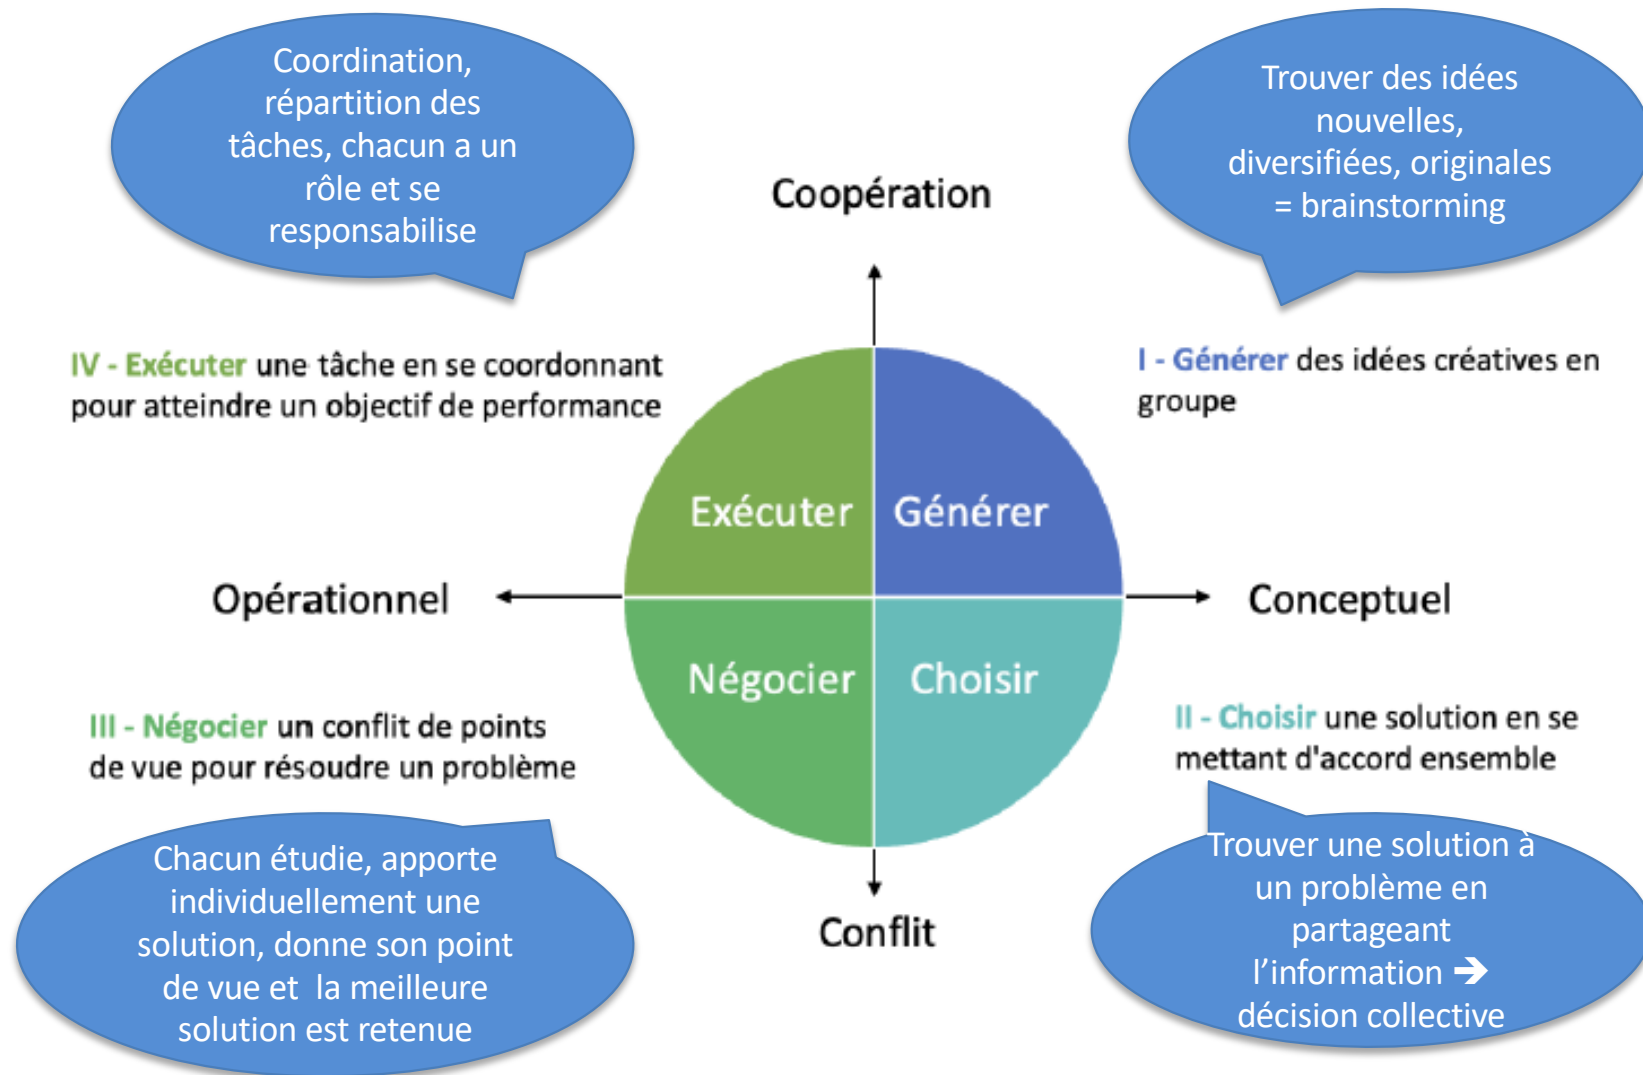 Coordination,
répartition des
tâches, chacun a un
rôle et se
responsabilise
Trouver des idées
nouvelles,
diversifiées, originales
= brainstorming
Coopération
IV - Exécuter une tâche en se coordonnant
pour atteindre un objectif de performance
I - Générer des idées créatives en
groupe
Exécuter
Générer
Opérationnel
Conceptuel
Négocier
Choisir
III - Négocier un conflit de points
de vue pour résoudre un problème
II - Choisir une solution en se
mettant d'accord ensemble
Conflit
Chacun étudie, apporte
individuellement une
solution, donne son point
de vue et la meilleure
solution est retenue
Trouver une solution à
un problème en
partageant
l’information ➔
décision collective